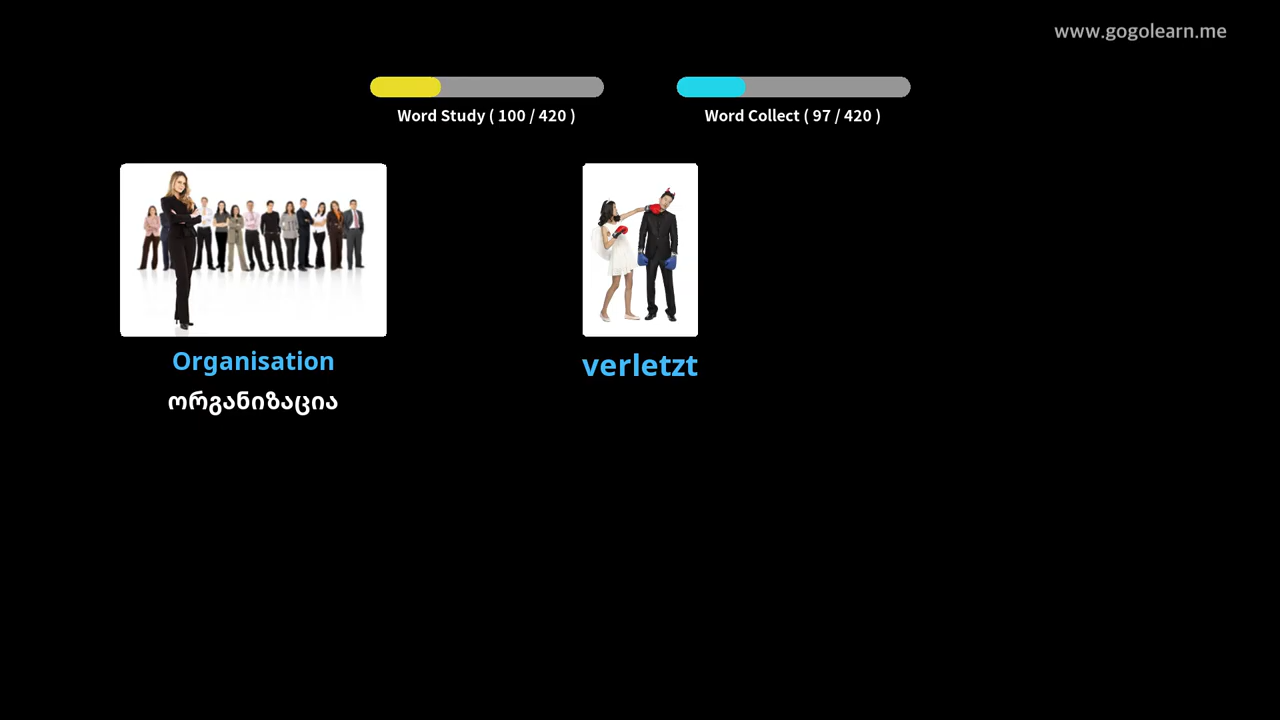 www.gogolearn.me
Word Study ( 100 / 420 )
Word Collect ( 97 / 420 )
Organisation
ორგანიზაცია
verletzt